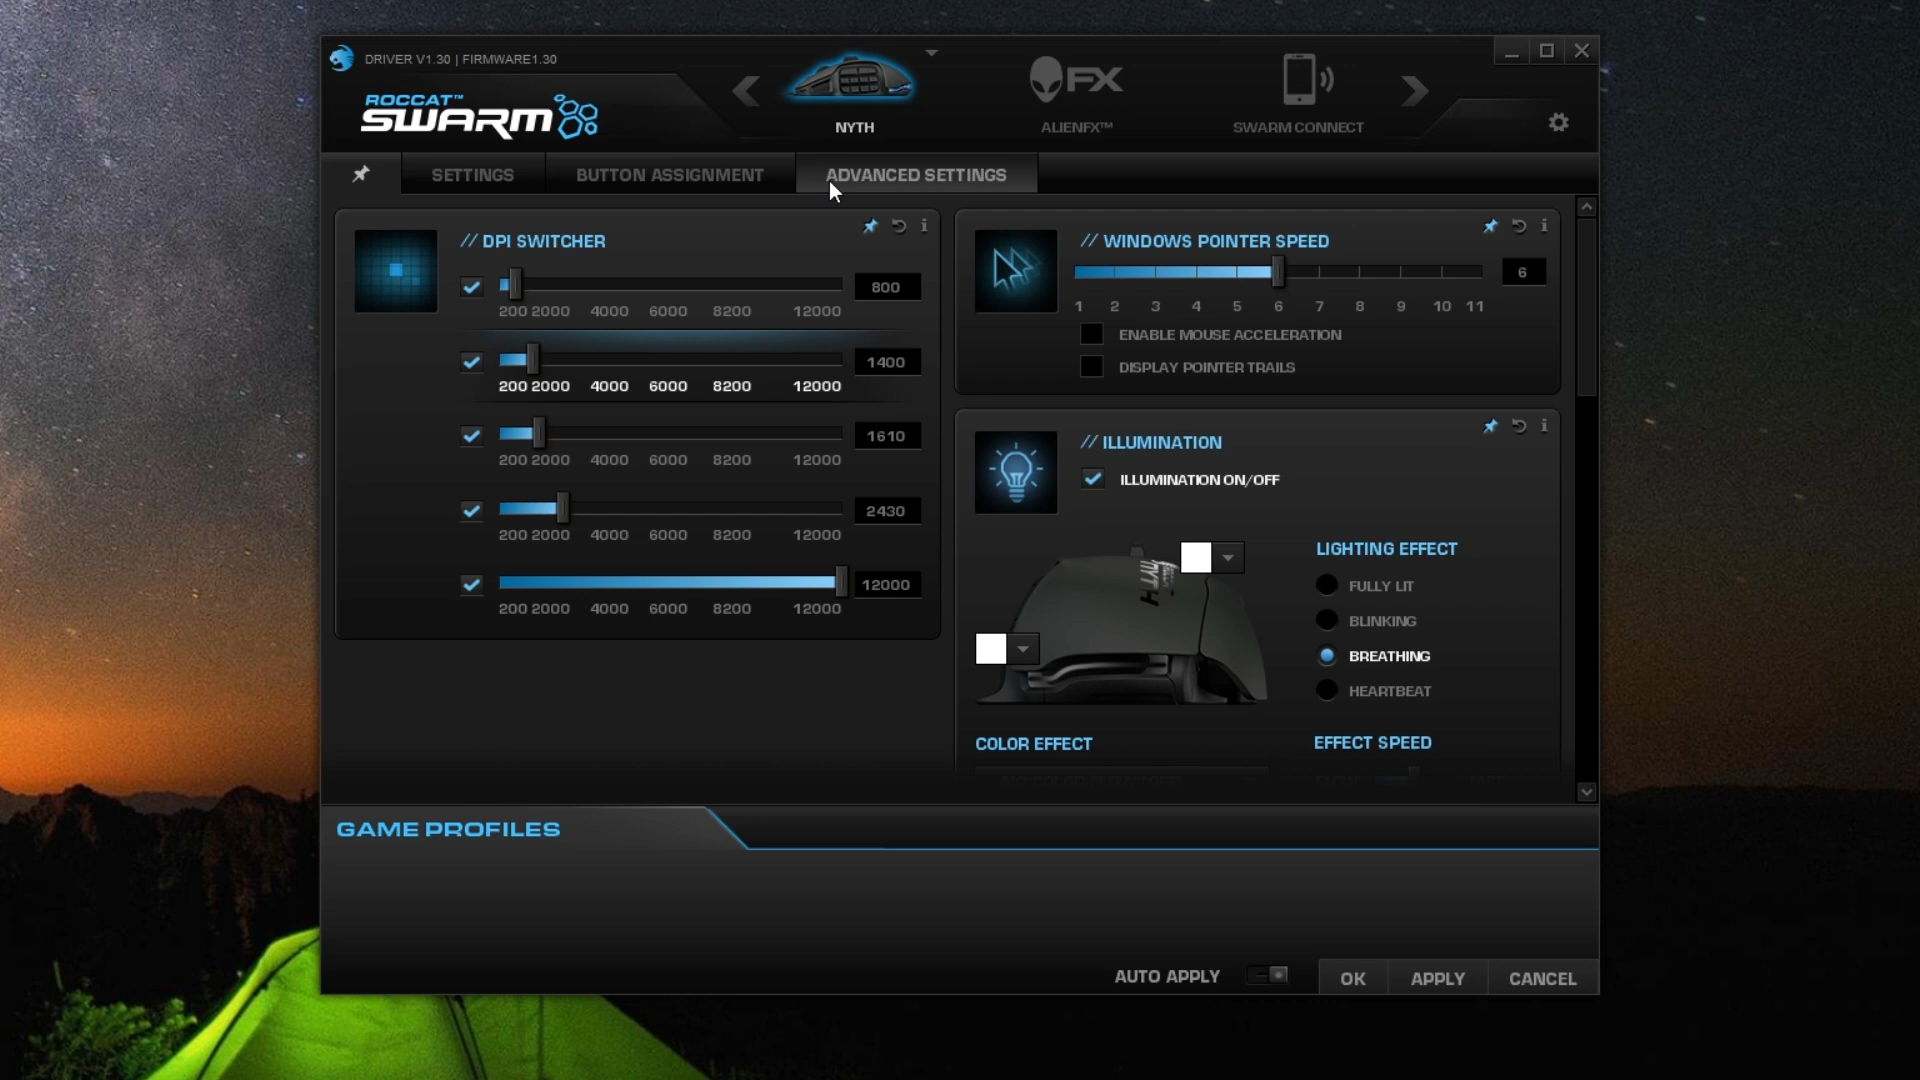 DRIVER V1.30 | FIRMWARE1.30
ROCCAT™
SWARM
NYTH
FX
ALIENFX™
SWARM CONNECT
SETTINGS
BUTTON ASSIGNMENT
ADVANCED SETTINGS
// DPI SWITCHER
800
200 2000 4000 6000 8200 12000
1400
200 2000 4000 6000 8200 12000
1610
200 2000 4000 6000 8200 12000
2430
200 2000 4000 6000 8200 12000
12000
200 2000 4000 6000 8200 12000
// WINDOWS POINTER SPEED
6
1 2 3 4 5 6 7 8 9 10 11
ENABLE MOUSE ACCELERATION
DISPLAY POINTER TRAILS
// ILLUMINATION
ILLUMINATION ON/OFF
NYTH
LIGHTING EFFECT
FULLY LIT
BLINKING
BREATHING
HEARTBEAT
COLOR EFFECT
EFFECT SPEED
GAME PROFILES
AUTO APPLY
OK
APPLY
CANCEL